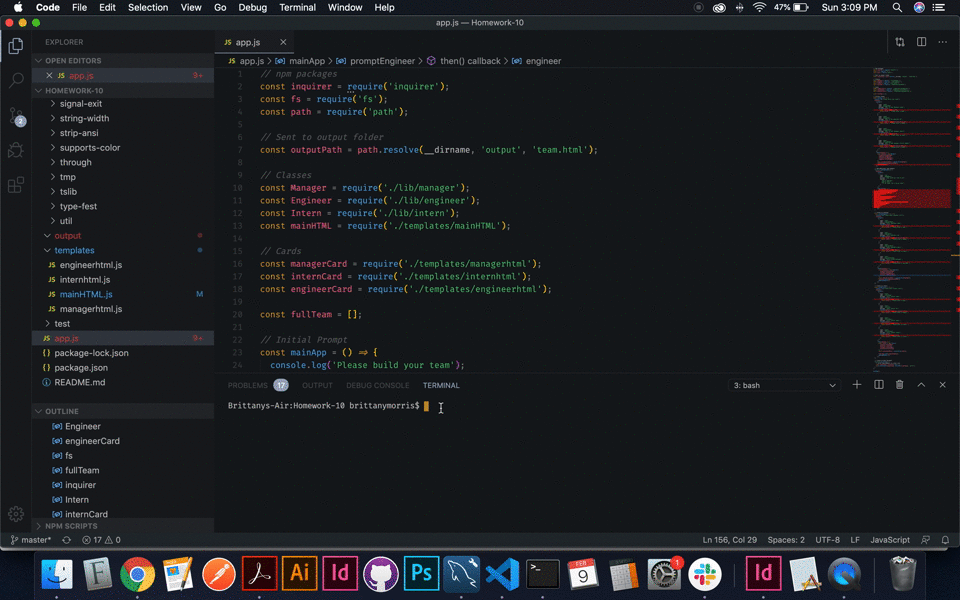 Code File Edit Selection View Go Debug Terminal Window Help 47% Sun 3:09 PM
app.js — Homework-10
EXPLORER
OPEN EDITORS
JS app.js 3+
HOMEWORK-10
signal-exit
string-width
strip-ansi
supports-color
through
tmp
tslib
type-fest
util
output
templates
JS engineerhtml.js
JS internhtml.js
JS mainHTML.js M
JS managerhtml.js
test
JS app.js 9+
{} package-lock.json
{} package.json
README.md
OUTLINE
Engineer
engineerCard
fs
fullTeam
inquirer
Intern
internCard
NPM SCRIPTS
2
JS app.js
JS app.js > mainApp > promptEngineer > then() callback > engineer
1 // npm packages
2 const inquirer = require('inquirer');
3 const fs = require('fs');
4 const path = require('path');
5
6 // Sent to output folder
7 const outputPath = path.resolve(__dirname, 'output', 'team.html');
8
9 // Classes
10 const Manager = require('./lib/manager');
11 const Engineer = require('./lib/engineer');
12 const Intern = require('./lib/intern');
13 const mainHTML = require('./templates/mainHTML');
14
15 // Cards
16 const managerCard = require('./templates/managerhtml');
17 const internCard = require('./templates/internhtml');
18 const engineerCard = require('./templates/engineerhtml');
19
20 const fullTeam = [];
21
22 // Initial Prompt
23 const mainApp = () => {
24 console.log('Please build your team');
PROBLEMS 17 OUTPUT DEBUG CONSOLE TERMINAL 3: bash
Brittanys-Air:Homework-10 brittanymorris$
master* 17 0 Ln 156, Col 29 Spaces: 2 UTF-8 LF JavaScript
F Ai Id Ps >_ FEB 9 1 Id